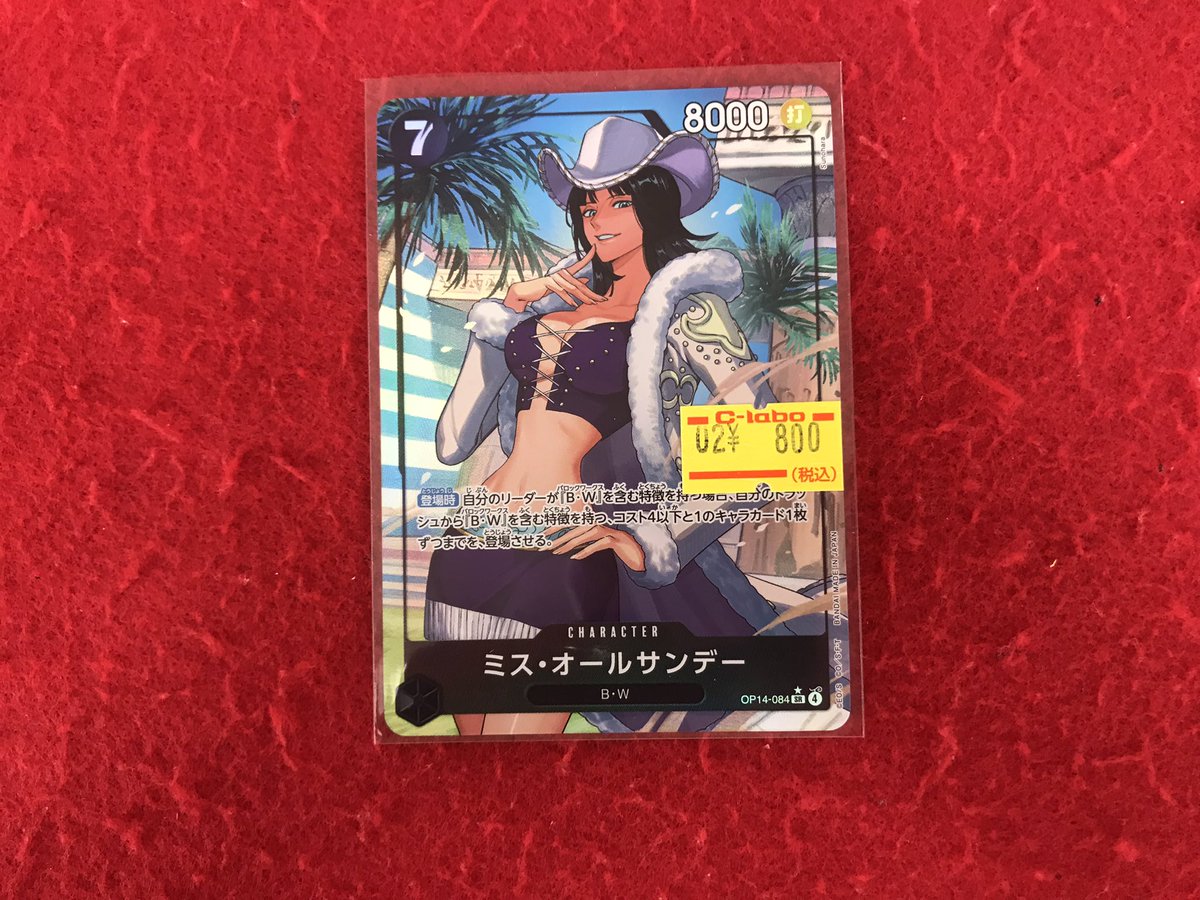 7
8000 打
Sunohara
C-labo
02¥ 800
(税込)
登場時 自分のリーダーが『B・W』を含む特徴を持つ場合、自分のトラッ
シュから『B・W』を含む特徴を持つ、コスト4以下と1のキャラカード1枚
ずつまでを、登場させる。
CHARACTER
ミス・オールサンデー
B・W
OP14-084 SR 4
BANDAI MADE IN JAPAN